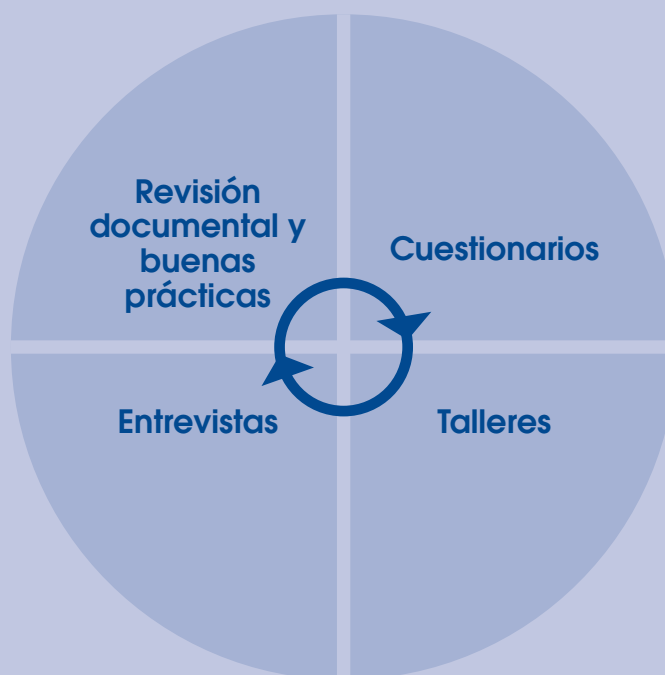 Revisión
documental y
buenas
prácticas
Cuestionarios
Entrevistas
Talleres